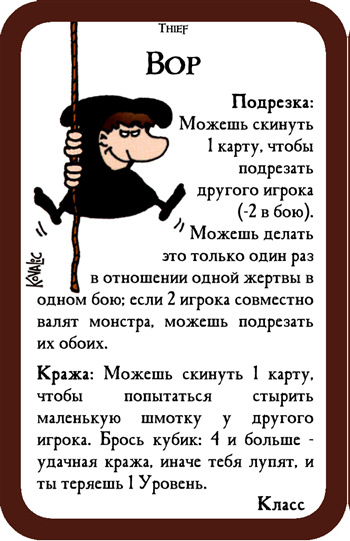 Thief
Вор
Подрезка:
Можешь скинуть
1 карту, чтобы
подрезать
другого игрока
(-2 в бою).
Можешь делать
это только один раз
в отношении одной жертвы в
одном бою; если 2 игрока совместно
валят монстра, можешь подрезать
их обоих.
Кража: Можешь скинуть 1 карту,
чтобы попытаться стырить
маленькую шмотку у другого
игрока. Брось кубик: 4 и больше -
удачная кража, иначе тебя лупят, и
ты теряешь 1 Уровень.
Класс
Kovalic